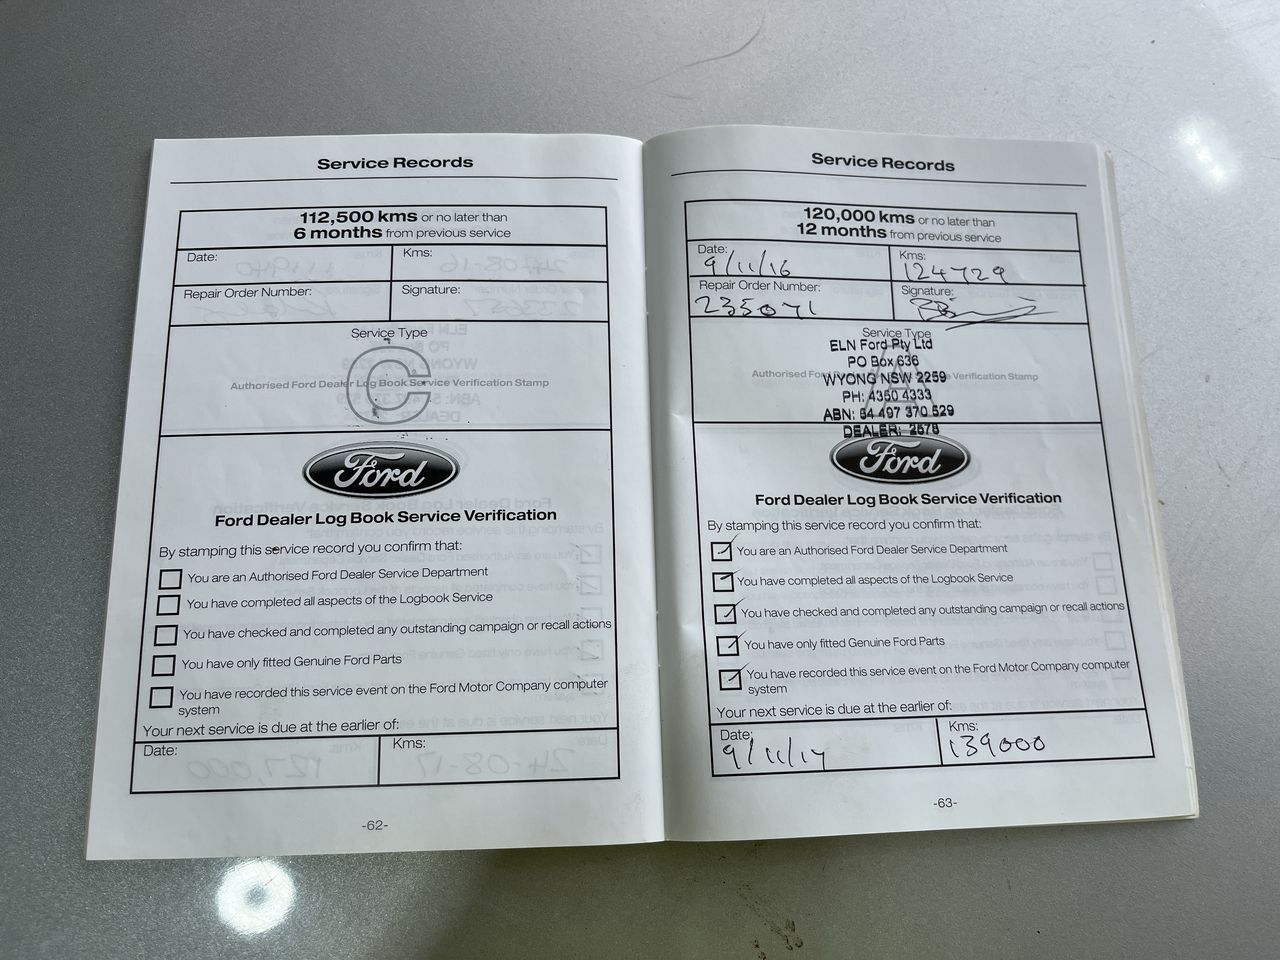 Service Records
112,500 kms or no later than
6 months from previous service
Date:
Kms:
Repair Order Number:
Signature:
Service Type
C
Authorised Ford Dealer Log Book Service Verification Stamp
Ford
Ford Dealer Log Book Service Verification
By stamping this service record you confirm that:
You are an Authorised Ford Dealer Service Department
You have completed all aspects of the Logbook Service
You have checked and completed any outstanding campaign or recall actions
You have only fitted Genuine Ford Parts
You have recorded this service event on the Ford Motor Company computer
system
Your next service is due at the earlier of:
Date:
Kms:
-62-
Service Records
120,000 kms or no later than
12 months from previous service
Date:
9/11/16
Kms:
124729
Repair Order Number:
235071
Signature:
Service Type
A
ELN Ford Pty Ltd
PO Box 636
Authorised Ford Verification Stamp
WYONG NSW 2259
PH: 4350 4333
ABN: 54 497 370 529
DEALER: 2578
Ford
Ford Dealer Log Book Service Verification
By stamping this service record you confirm that:
You are an Authorised Ford Dealer Service Department
You have completed all aspects of the Logbook Service
You have checked and completed any outstanding campaign or recall actions
You have only fitted Genuine Ford Parts
You have recorded this service event on the Ford Motor Company computer
system
Your next service is due at the earlier of:
Date:
9/11/17
Kms:
139000
-63-